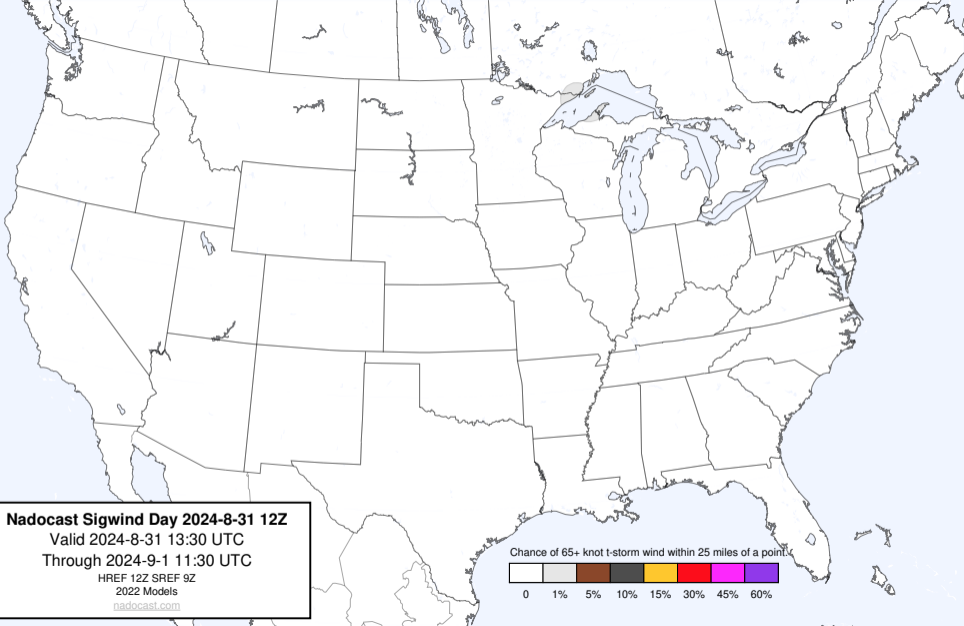 Nadocast Sigwind Day 2024-8-31 12Z
Valid 2024-8-31 13:30 UTC
Through 2024-9-1 11:30 UTC
HREF 12Z SREF 9Z
2022 Models
nadocast.com
Chance of 65+ knot t-storm wind within 25 miles of a point.
0 1% 5% 10% 15% 30% 45% 60%